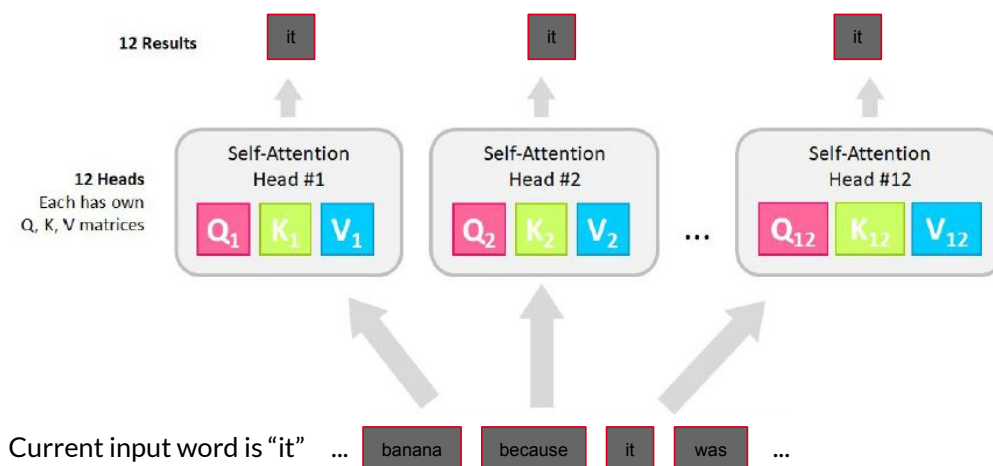 12 Results
it
it
it
12 Heads
Each has own
Q, K, V matrices
Self-Attention
Head #1
Q1
K1
V1
Self-Attention
Head #2
Q2
K2
V2
...
Self-Attention
Head #12
Q12
K12
V12
Current input word is “it” ... banana because it was ...